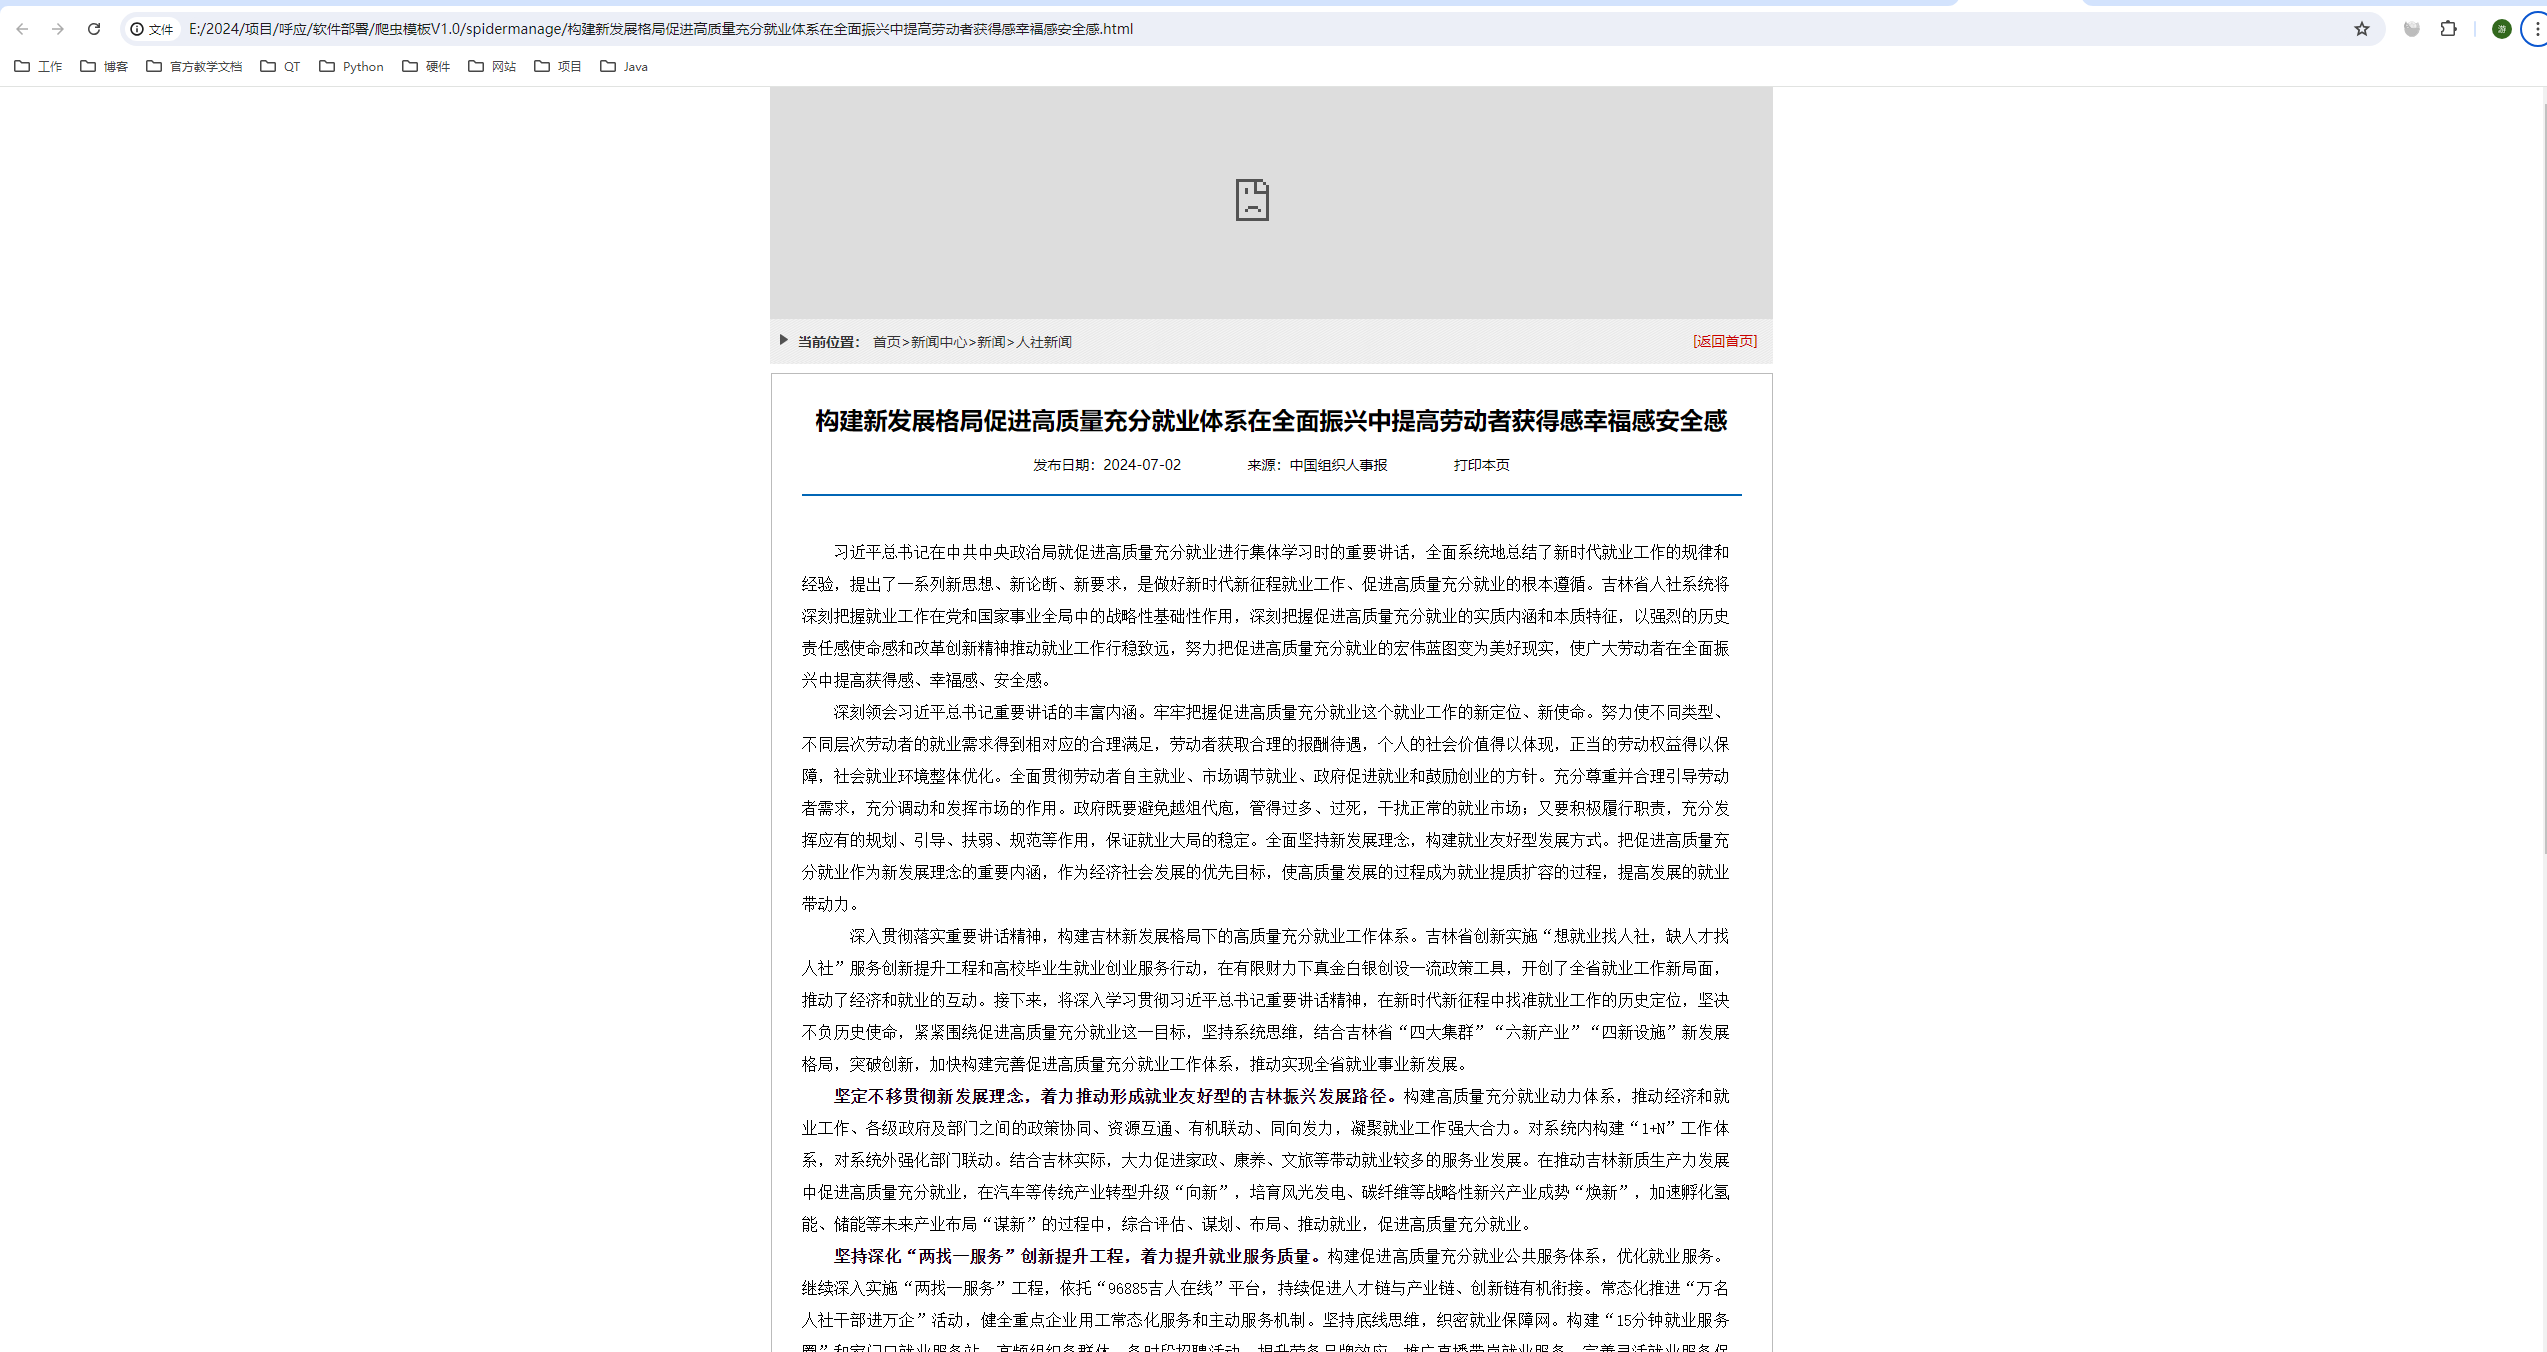 文件 E:/2024/项目/呼应/软件部署/爬虫模板V1.0/spidermanage/构建新发展格局促进高质量充分就业体系在全面振兴中提高劳动者获得感幸福感安全感.html
游
工作 博客 官方教学文档 QT Python 硬件 网站 项目 Java
当前位置： 首页>新闻中心>新闻>人社新闻 [返回首页]
构建新发展格局促进高质量充分就业体系在全面振兴中提高劳动者获得感幸福感安全感
发布日期：2024-07-02 来源：中国组织人事报 打印本页
习近平总书记在中共中央政治局就促进高质量充分就业进行集体学习时的重要讲话，全面系统地总结了新时代就业工作的规律和
经验，提出了一系列新思想、新论断、新要求，是做好新时代新征程就业工作、促进高质量充分就业的根本遵循。吉林省人社系统将
深刻把握就业工作在党和国家事业全局中的战略性基础性作用，深刻把握促进高质量充分就业的实质内涵和本质特征，以强烈的历史
责任感使命感和改革创新精神推动就业工作行稳致远，努力把促进高质量充分就业的宏伟蓝图变为美好现实，使广大劳动者在全面振
兴中提高获得感、幸福感、安全感。
深刻领会习近平总书记重要讲话的丰富内涵。牢牢把握促进高质量充分就业这个就业工作的新定位、新使命。努力使不同类型、
不同层次劳动者的就业需求得到相对应的合理满足，劳动者获取合理的报酬待遇，个人的社会价值得以体现，正当的劳动权益得以保
障，社会就业环境整体优化。全面贯彻劳动者自主就业、市场调节就业、政府促进就业和鼓励创业的方针。充分尊重并合理引导劳动
者需求，充分调动和发挥市场的作用。政府既要避免越俎代庖，管得过多、过死，干扰正常的就业市场；又要积极履行职责，充分发
挥应有的规划、引导、扶弱、规范等作用，保证就业大局的稳定。全面坚持新发展理念，构建就业友好型发展方式。把促进高质量充
分就业作为新发展理念的重要内涵，作为经济社会发展的优先目标，使高质量发展的过程成为就业提质扩容的过程，提高发展的就业
带动力。
深入贯彻落实重要讲话精神，构建吉林新发展格局下的高质量充分就业工作体系。吉林省创新实施“想就业找人社，缺人才找
人社”服务创新提升工程和高校毕业生就业创业服务行动，在有限财力下真金白银创设一流政策工具，开创了全省就业工作新局面，
推动了经济和就业的互动。接下来，将深入学习贯彻习近平总书记重要讲话精神，在新时代新征程中找准就业工作的历史定位，坚决
不负历史使命，紧紧围绕促进高质量充分就业这一目标，坚持系统思维，结合吉林省“四大集群”“六新产业”“四新设施”新发展
格局，突破创新，加快构建完善促进高质量充分就业工作体系，推动实现全省就业事业新发展。
坚定不移贯彻新发展理念，着力推动形成就业友好型的吉林振兴发展路径。构建高质量充分就业动力体系，推动经济和就
业工作、各级政府及部门之间的政策协同、资源互通、有机联动、同向发力，凝聚就业工作强大合力。对系统内构建“1+N”工作体
系，对系统外强化部门联动。结合吉林实际，大力促进家政、康养、文旅等带动就业较多的服务业发展。在推动吉林新质生产力发展
中促进高质量充分就业，在汽车等传统产业转型升级“向新”，培育风光发电、碳纤维等战略性新兴产业成势“焕新”，加速孵化氢
能、储能等未来产业布局“谋新”的过程中，综合评估、谋划、布局、推动就业，促进高质量充分就业。
坚持深化“两找一服务”创新提升工程，着力提升就业服务质量。构建促进高质量充分就业公共服务体系，优化就业服务。
继续深入实施“两找一服务”工程，依托“96885吉人在线”平台，持续促进人才链与产业链、创新链有机衔接。常态化推进“万名
人社干部进万企”活动，健全重点企业用工常态化服务和主动服务机制。坚持底线思维，织密就业保障网。构建“15分钟就业服务
圈”和家门口就业服务站，高频组织各群体、各时段招聘活动，提升劳务品牌效应，推广直播带岗就业服务，完善灵活就业服务保